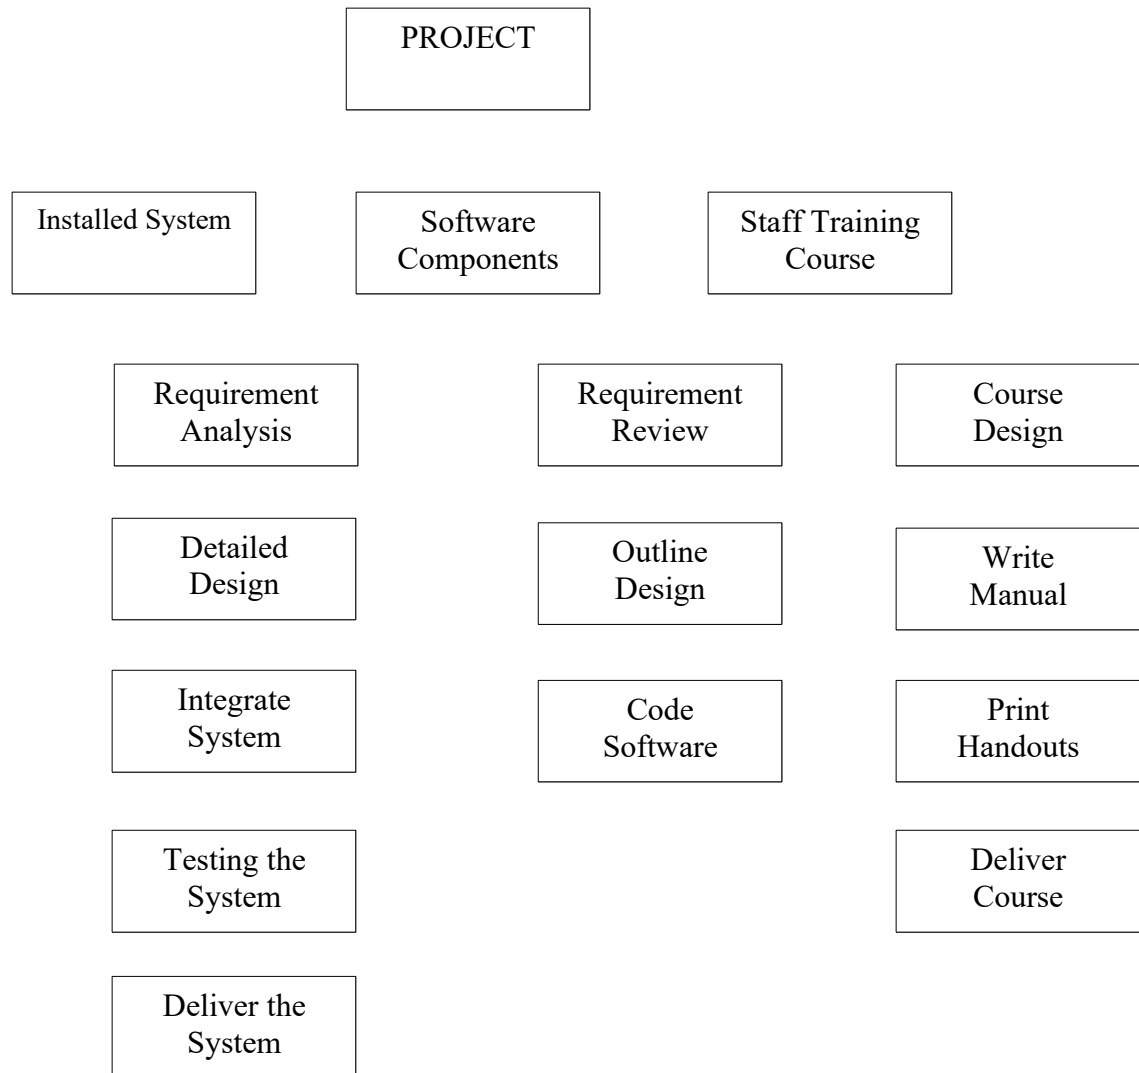 PROJECT
Installed System
Software
Components
Staff Training
Course
Requirement
Analysis
Requirement
Review
Course
Design
Detailed
Design
Outline
Design
Write
Manual
Integrate
System
Code
Software
Print
Handouts
Testing the
System
Deliver
Course
Deliver the
System